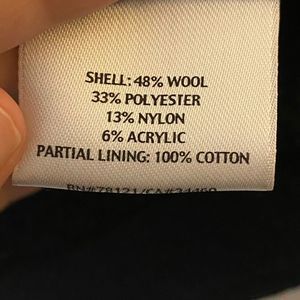 SHELL: 48% WOOL
33% POLYESTER
13% NYLON
6% ACRYLIC
PARTIAL LINING: 100% COTTON